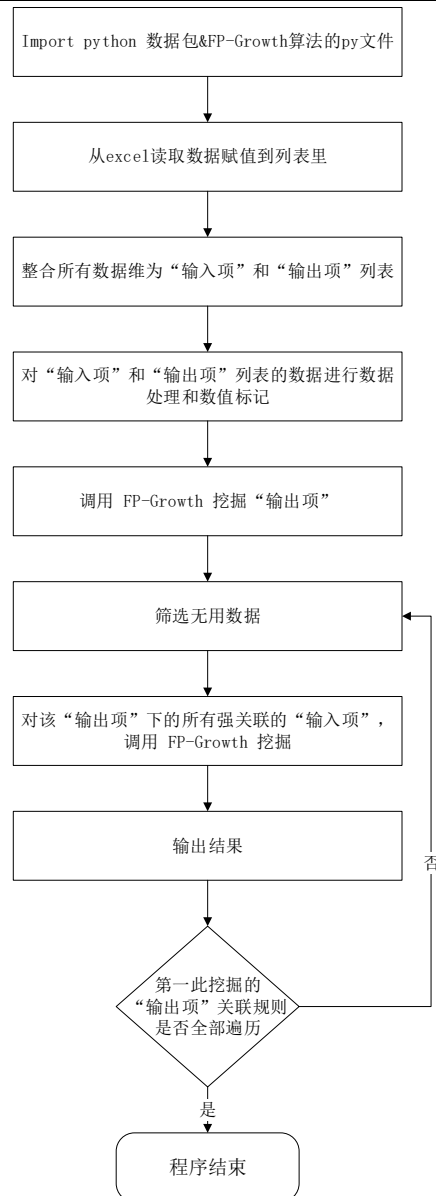 Import python 数据包&FP-Growth算法的py文件
从excel读取数据赋值到列表里
整合所有数据维为“输入项”和“输出项”列表
对“输入项”和“输出项”列表的数据进行数据
处理和数值标记
调用 FP-Growth 挖掘“输出项”
筛选无用数据
对该“输出项”下的所有强关联的“输入项”，
调用 FP-Growth 挖掘
输出结果
否
第一此挖掘的
“输出项”关联规则
是否全部遍历
是
程序结束